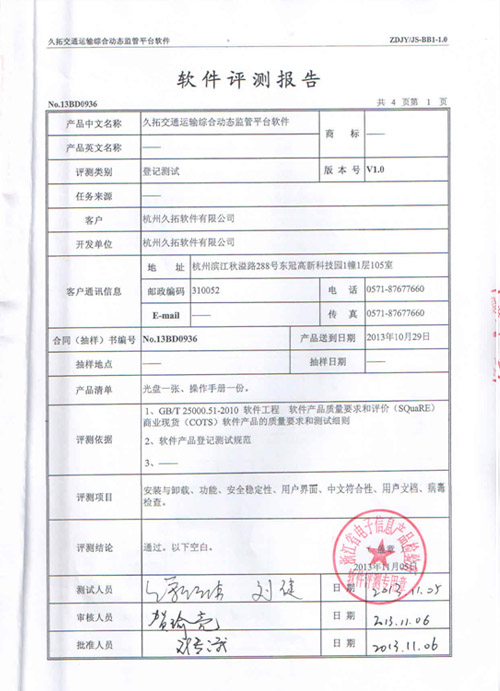 久拓交通运输综合动态监管平台软件 ZDJY/JS-BB1-1.0
软件评测报告
No.13BD0936 共 4 页第 1 页
产品中文名称 久拓交通运输综合动态监管平台软件 商 标 ——
产品英文名称 ——
评测类别 登记测试 版 本 号 V1.0
任务来源 ——
客户 杭州久拓软件有限公司
开发单位 杭州久拓软件有限公司
客户通讯信息 地 址 杭州滨江秋溢路288号东冠高新科技园1幢1层105室
邮政编码 310052 电 话 0571-87677660
E-mail —— 传 真 0571-87677660
合同（抽样）书编号 No.13BD0936 产品送到日期 2013年10月29日
抽样地点 —— 抽样日期 ——
产品清单 光盘一张、操作手册一份。
评测依据 1、GB/T 25000.51-2010 软件工程 软件产品质量要求和评价（SQuaRE）
商业现货（COTS）软件产品的质量要求和测试细则
2、软件产品登记测试规范
3、——
评测项目 安装与卸载、功能、安全稳定性、用户界面、中文符合性、用户文档、病毒
检查。
浙江省电子信息产品检验
评测结论 通过。以下空白。 盖章
2013年11月05日
软件评测专用章
测试人员 刘健 日 期 2013.11.05
审核人员 日 期 2013.11.06
批准人员 日 期 2013.11.06